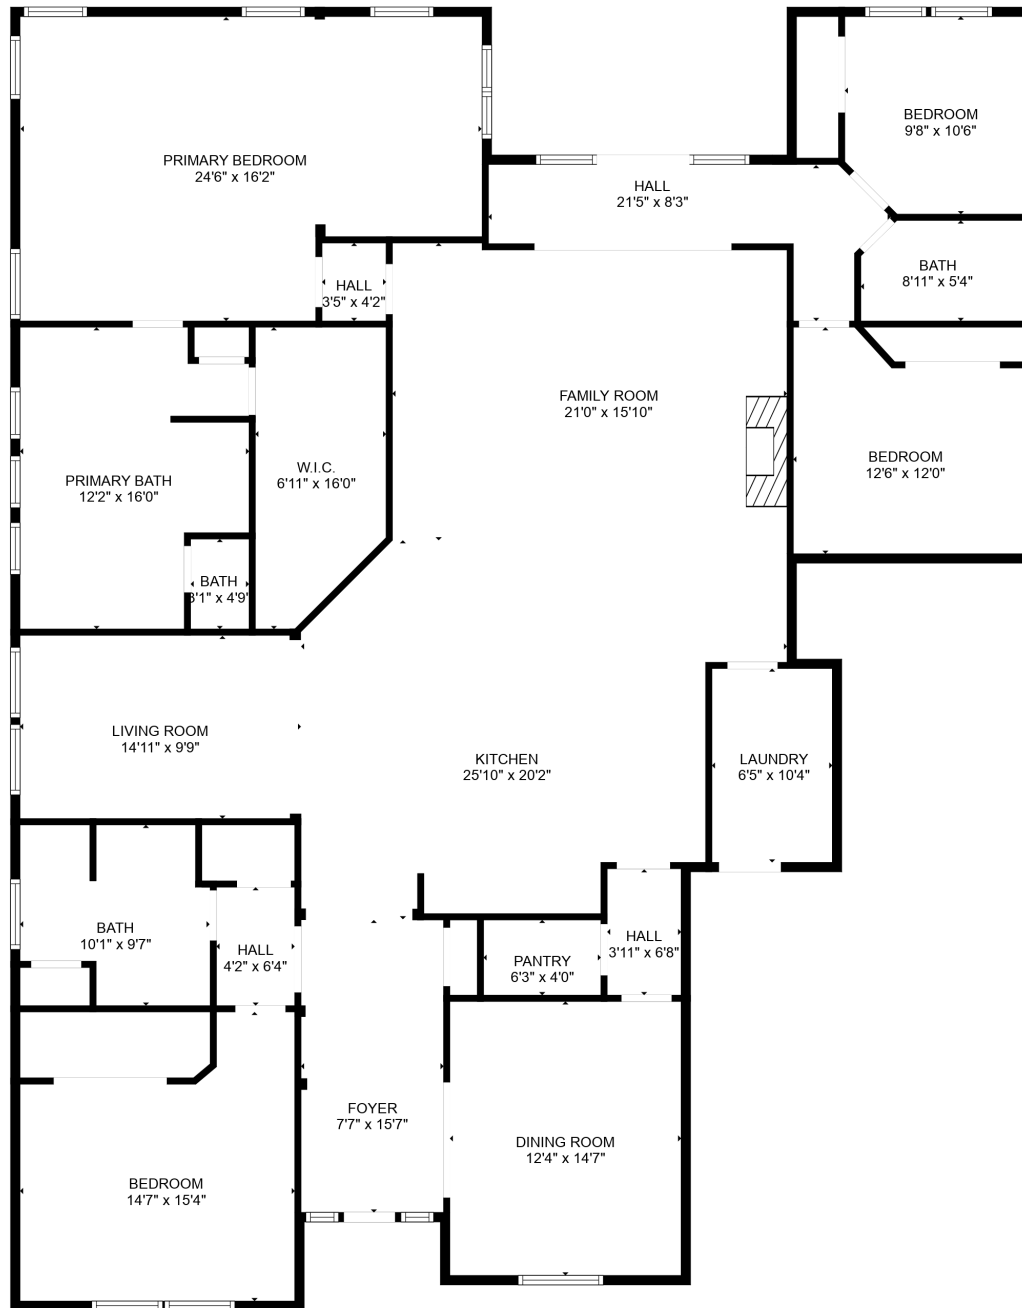 BEDROOM
9'8" x 10'6"
PRIMARY BEDROOM
24'6" x 16'2"
HALL
21'5" x 8'3"
BATH
8'11" x 5'4"
HALL
3'5" x 4'2"
FAMILY ROOM
21'0" x 15'10"
BEDROOM
12'6" x 12'0"
W.I.C.
6'11" x 16'0"
PRIMARY BATH
12'2" x 16'0"
BATH
3'1" x 4'9"
LIVING ROOM
14'11" x 9'9"
KITCHEN
25'10" x 20'2"
LAUNDRY
6'5" x 10'4"
BATH
10'1" x 9'7"
HALL
4'2" x 6'4"
HALL
3'11" x 6'8"
PANTRY
6'3" x 4'0"
FOYER
7'7" x 15'7"
DINING ROOM
12'4" x 14'7"
BEDROOM
14'7" x 15'4"